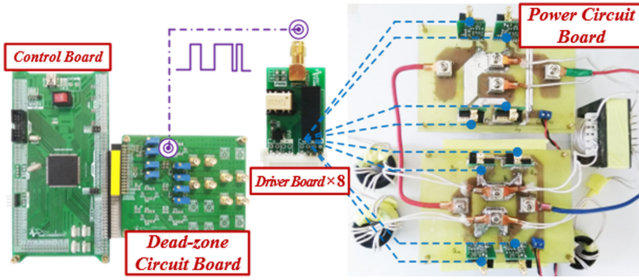 Control Board
Power Circuit
Board
Driver Board×8
Dead-zone
Circuit Board